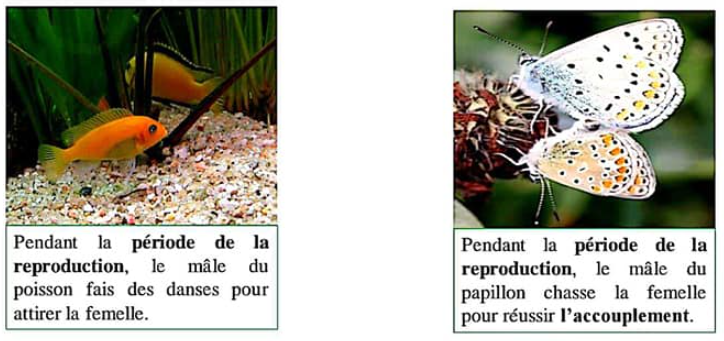 Pendant la période de la
reproduction, le mâle du
poisson fais des danses pour
attirer la femelle.
Pendant la période de la
reproduction, le mâle du
papillon chasse la femelle
pour réussir l'accouplement.